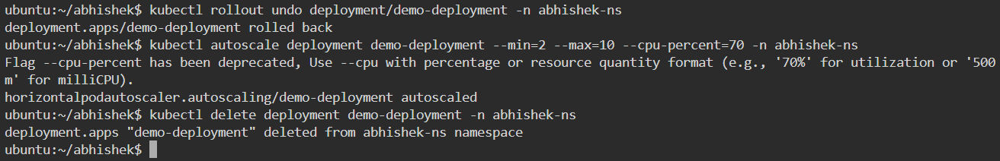 ubuntu:~/abhishek$ kubectl rollout undo deployment/demo-deployment -n abhishek-ns
deployment.apps/demo-deployment rolled back
ubuntu:~/abhishek$ kubectl autoscale deployment demo-deployment --min=2 --max=10 --cpu-percent=70 -n abhishek-ns
Flag --cpu-percent has been deprecated, Use --cpu with percentage or resource quantity format (e.g., '70%' for utilization or '500
m' for milliCPU).
horizontalpodautoscaler.autoscaling/demo-deployment autoscaled
ubuntu:~/abhishek$ kubectl delete deployment demo-deployment -n abhishek-ns
deployment.apps "demo-deployment" deleted from abhishek-ns namespace
ubuntu:~/abhishek$